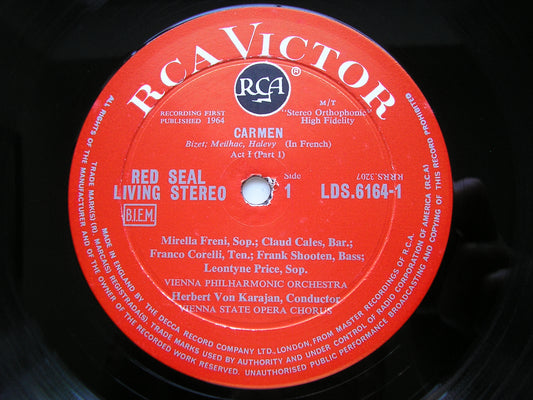 RCA VICTOR
®
RCA
RECORDING FIRST
PUBLISHED 1964
M/T
"Stereo Orthophonic"
High Fidelity
CARMEN
Bizet; Meilhac, Halevy (In French)
Act I (Part 1)
RED SEAL
LIVING STEREO
Side
1
RRRS.3207
LDS.6164-1
B.I.E.M.
Mirella Freni, Sop.; Claud Cales, Bar.;
Franco Corelli, Ten.; Frank Shooten, Bass;
Leontyne Price, Sop.
VIENNA PHILHARMONIC ORCHESTRA
Herbert Von Karajan, Conductor
VIENNA STATE OPERA CHORUS
ALL RIGHTS OF THE MANUFACTURER AND OF THE OWNER OF THE RECORDED WORK RESERVED. UNAUTHORISED PUBLIC PERFORMANCE BROADCASTING AND COPYING OF THIS RECORD PROHIBITED
TRADE MARK(S) (R). MARCA(S) REGISTRADA(S) TRADE MARKS USED BY AUTHORITY AND UNDER CONTROL OF RADIO CORPORATION OF AMERICA (R.C.A.)
MADE IN ENGLAND BY THE DECCA RECORD COMPANY LTD., LONDON, FROM MASTER RECORDINGS OF R.C.A.